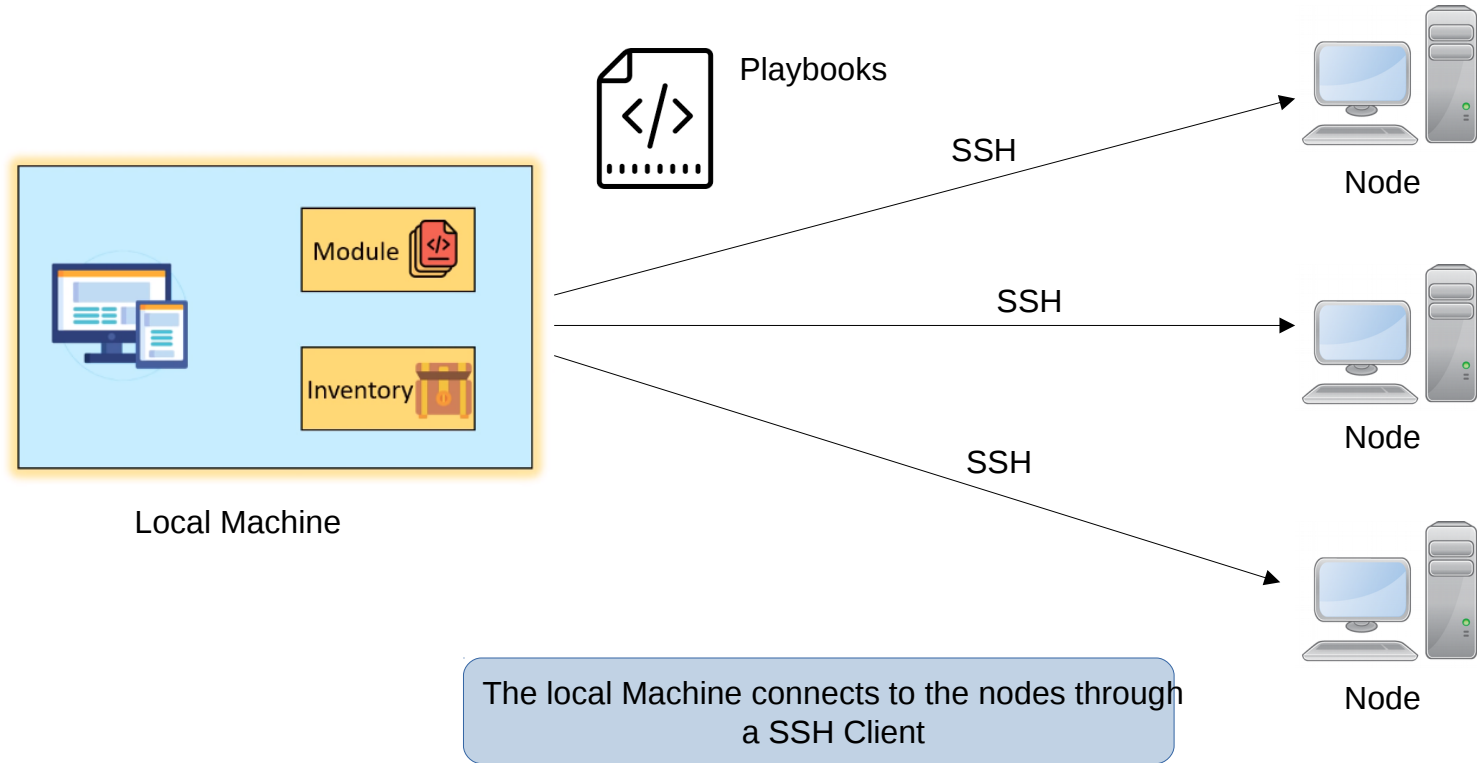 Playbooks
SSH
Node
Module
SSH
Inventory
Node
SSH
Local Machine
Node
The local Machine connects to the nodes through
a SSH Client